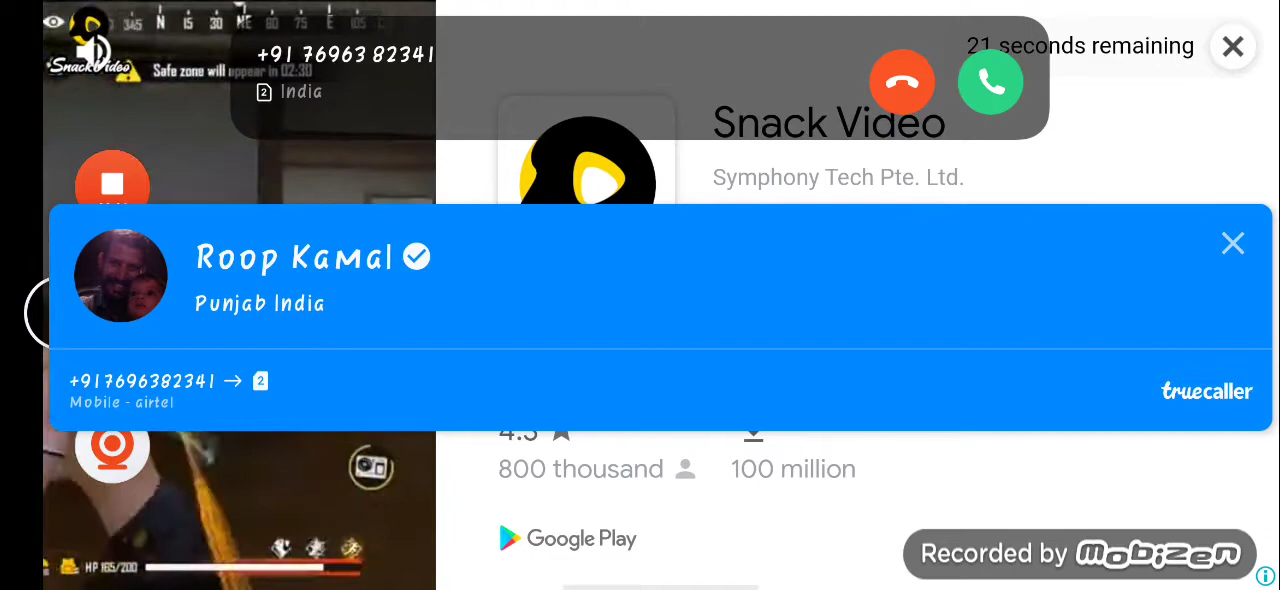 345 N 15 30 NE 60 75 E 105
SnackVideo
Safe zone will appear in 02:30
+91 76963 82341
2 India
21 seconds remaining
Snack Video
Symphony Tech Pte. Ltd.
Roop Kamal
Punjab India
+917696382341 → 2
Mobile - airtel
truecaller
4.3 ★
800 thousand
100 million
Google Play
HP 165/200
Recorded by MOBIZEN